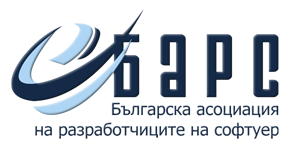 БАРС
Българска асоциация
на разработчиците на софтуер